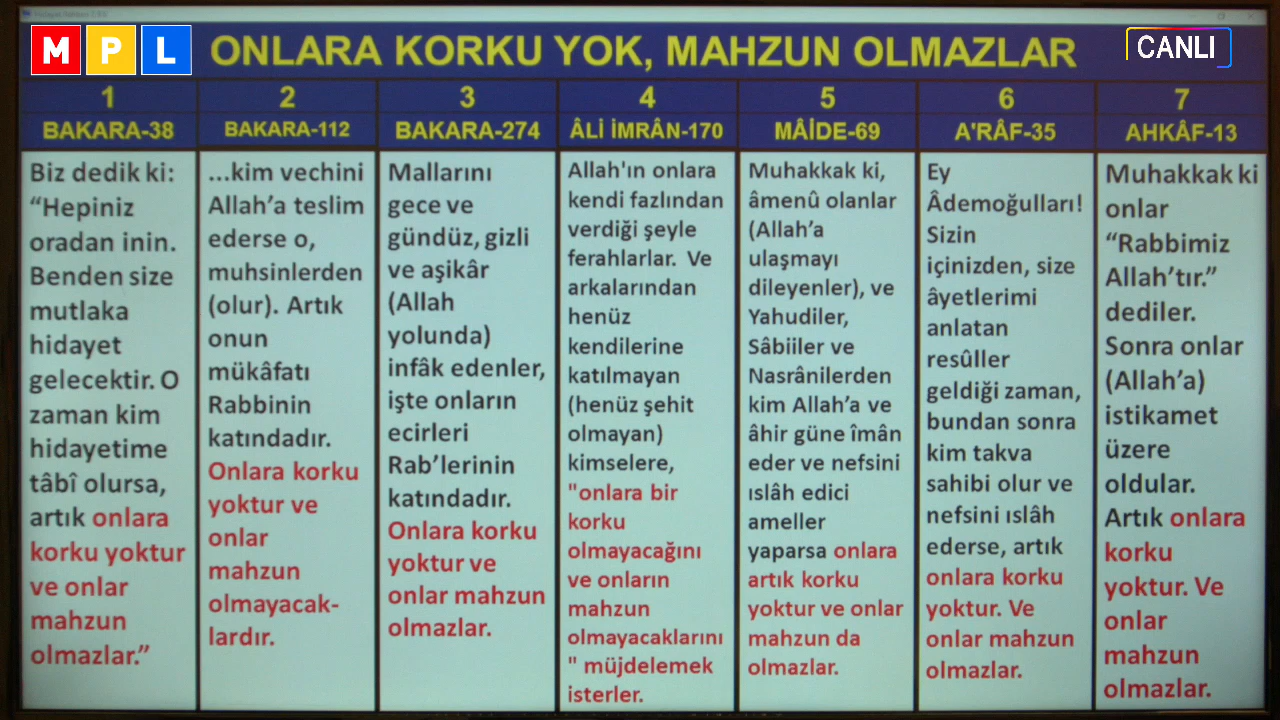 Hidayet Rehberi
MPL
ONLARA KORKU YOK, MAHZUN OLMAZLAR
CANLI
1
BAKARA-38
Biz dedik ki:
“Hepiniz
oradan inin.
Benden size
mutlaka
hidayet
gelecektir. O
zaman kim
hidayetime
tâbî olursa,
artık onlara
korku yoktur
ve onlar
mahzun
olmazlar.”
2
BAKARA-112
...kim vechini
Allah’a teslim
ederse o,
muhsinlerden
(olur). Artık
onun
mükâfatı
Rabbinin
katındadır.
Onlara korku
yoktur ve
onlar
mahzun
olmayacak-
lardır.
3
BAKARA-274
Mallarını
gece ve
gündüz, gizli
ve aşikâr
(Allah
yolunda)
infâk edenler,
işte onların
ecirleri
Rab’lerinin
katındadır.
Onlara korku
yoktur ve
onlar mahzun
olmazlar.
4
ÂLİ İMRÂN-170
Allah'ın onlara
kendi fazlından
verdiği şeyle
ferahlarlar. Ve
arkalarından
henüz
kendilerine
katılmayan
(henüz şehit
olmayan)
kimselere,
"onlara bir
korku
olmayacağını
ve onların
mahzun
olmayacaklarını
" müjdelemek
isterler.
5
MÂİDE-69
Muhakkak ki,
âmenû olanlar
(Allah’a
ulaşmayı
dileyenler), ve
Yahudiler,
Sâbiiler ve
Nasrânilerden
kim Allah’a ve
âhir güne îmân
eder ve nefsini
ıslâh edici
ameller
yaparsa onlara
artık korku
yoktur ve onlar
mahzun da
olmazlar.
6
A'RÂF-35
Ey
Âdemoğulları!
Sizin
içinizden, size
âyetlerimi
anlatan
resûller
geldiği zaman,
bundan sonra
kim takva
sahibi olur ve
nefsini ıslâh
ederse, artık
onlara korku
yoktur. Ve
onlar mahzun
olmazlar.
7
AHKÂF-13
Muhakkak ki
onlar
“Rabbimiz
Allah’tır.”
dediler.
Sonra onlar
(Allah’a)
istikamet
üzere
oldular.
Artık onlara
korku
yoktur. Ve
onlar
mahzun
olmazlar.